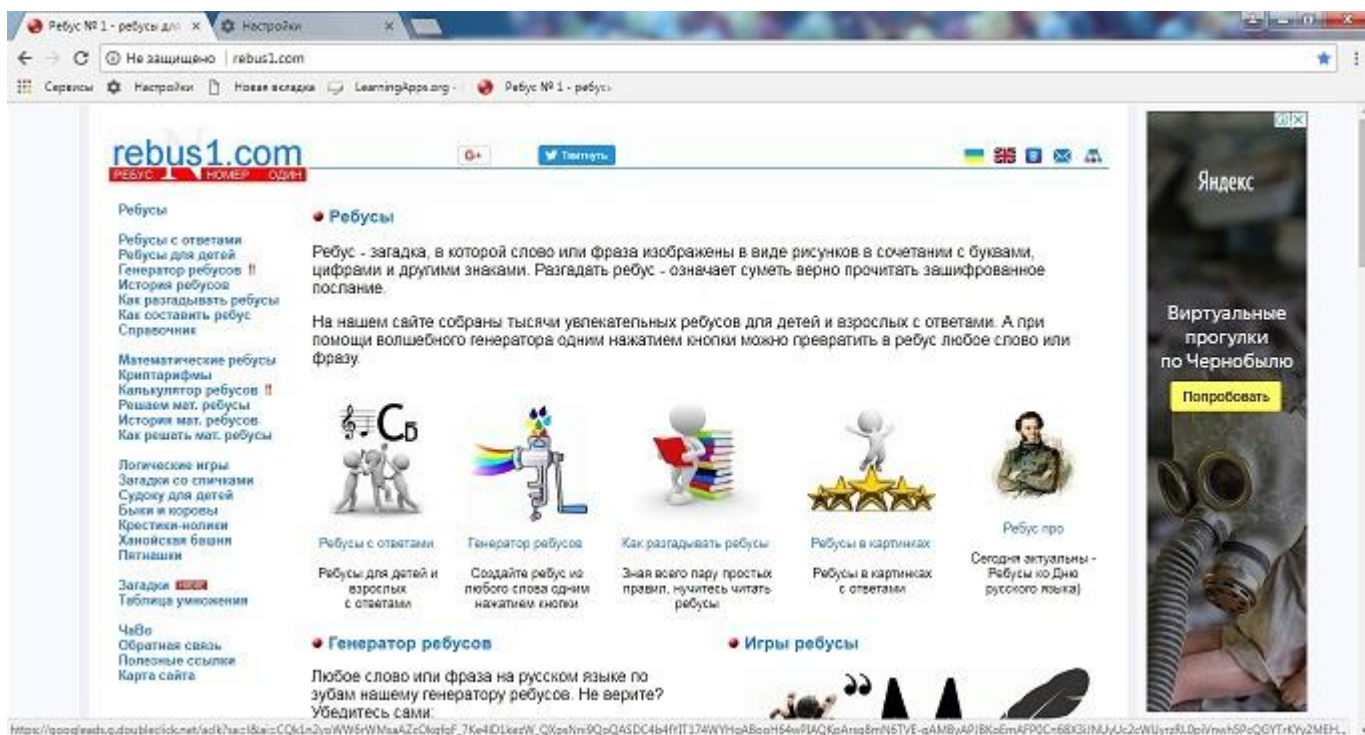 Ребус № 1 - ребусы для
Настройки
Не защищено
rebus1.com
Сервисы
Настройки
Новая вкладка
LearningApps.org -
Ребус № 1 - ребусы
rebus1.com
РЕБУС НОМЕР ОДИН
G+
Твитнуть
Яндекс
Виртуальные
прогулки
по Чернобылю
Попробовать
Ребусы
Ребусы с ответами
Ребусы для детей
Генератор ребусов !!
История ребусов
Как разгадывать ребусы
Как составить ребус
Справочник
Математические ребусы
Криптарифмы
Калькулятор ребусов !!
Решаем мат. ребусы
История мат. ребусов
Как решать мат. ребусы
Логические игры
Загадки со спичками
Судоку для детей
Быки и коровы
Крестики-нолики
Ханойская башня
Пятнашки
Загадки
Таблица умножения
ЧаВо
Обратная связь
Полезные ссылки
Карта сайта
Ребусы
Ребус - загадка, в которой слово или фраза изображены в виде рисунков в сочетании с буквами,
цифрами и другими знаками. Разгадать ребус - означает суметь верно прочитать зашифрованное
послание.
На нашем сайте собраны тысячи увлекательных ребусов для детей и взрослых с ответами. А при
помощи волшебного генератора одним нажатием кнопки можно превратить в ребус любое слово или
фразу.
Ребусы с ответами
Ребусы для детей и
взрослых
с ответами
Генератор ребусов
Создайте ребус из
любого слова одним
нажатием кнопки
Как разгадывать ребусы
Зная всего пару простых
правил, нучитесь читать
ребусы
Ребусы в картинках
Ребусы в картинках
с ответами
Ребус про
Сегодня актуальны -
Ребусы ко Дню
русского языка)
Генератор ребусов
Любое слово или фраза на русском языке по
зубам нашему генератору ребусов. Не верите?
Убедитесь сами:
Игры ребусы